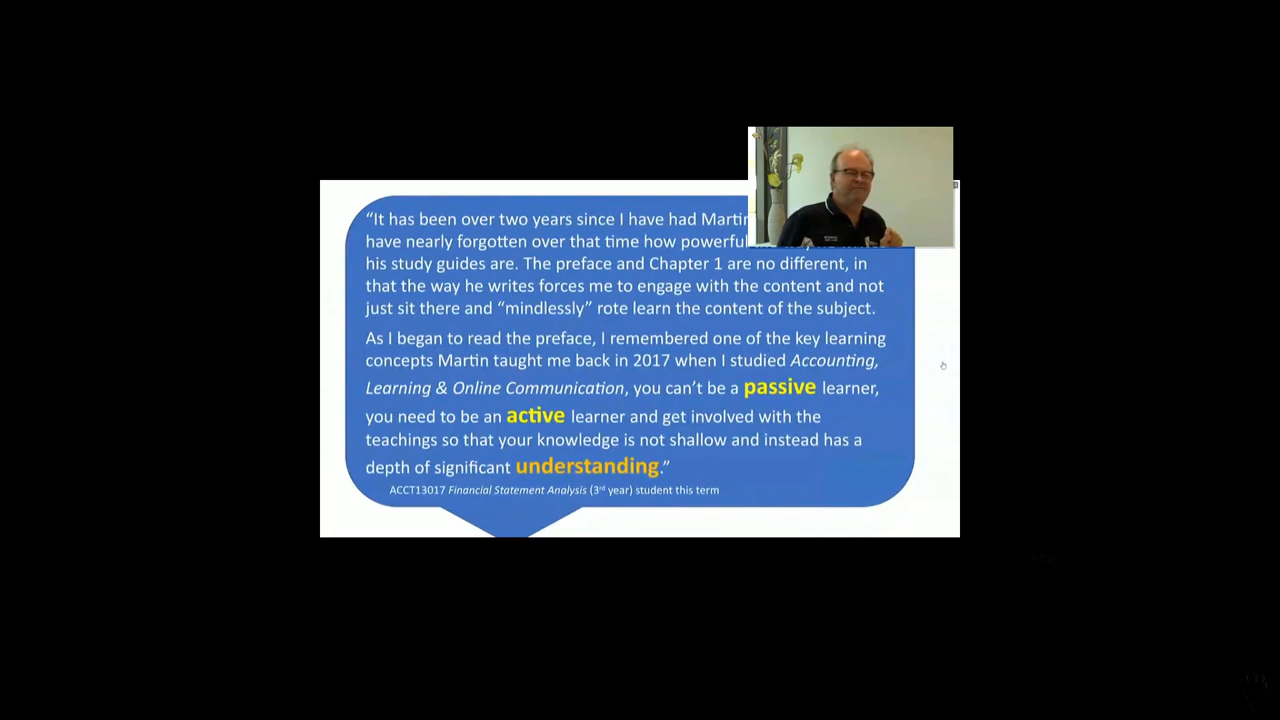 “It has been over two years since I have had Martin
have nearly forgotten over that time how powerful
his study guides are. The preface and Chapter 1 are no different, in
that the way he writes forces me to engage with the content and not
just sit there and “mindlessly” rote learn the content of the subject.
As I began to read the preface, I remembered one of the key learning
concepts Martin taught me back in 2017 when I studied Accounting,
Learning & Online Communication, you can’t be a passive learner,
you need to be an active learner and get involved with the
teachings so that your knowledge is not shallow and instead has a
depth of significant understanding.”
ACCT13017 Financial Statement Analysis (3rd year) student this term